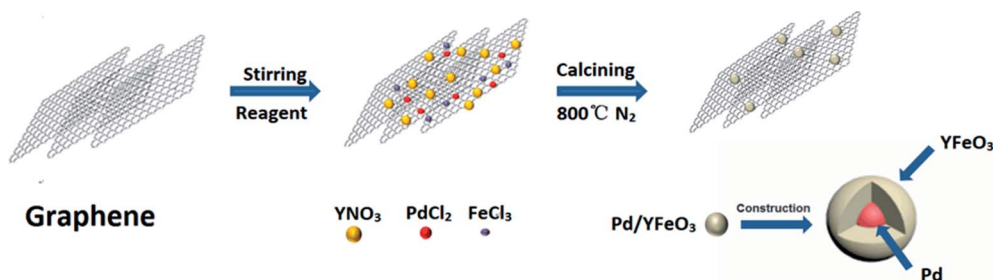 Stirring
Reagent
Calcining
800℃ N₂
Graphene
YNO₃ PdCl₂ FeCl₃
YFeO₃
Pd/YFeO₃
Construction
Pd